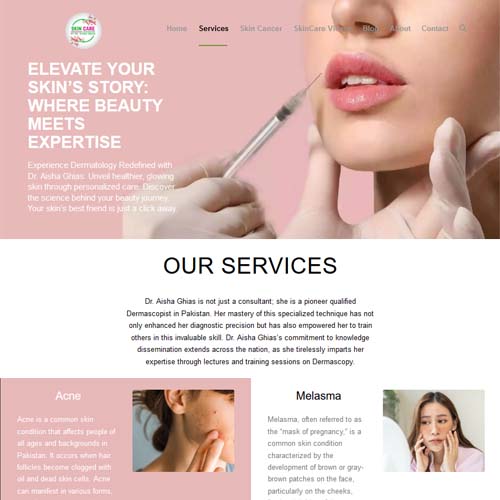 SKIN CARE
Home Services Skin Cancer SkinCare Blog About
ELEVATE YOUR
SKIN'S STORY:
WHERE BEAUTY
MEETS
EXPERTISE
Experience Dermatology Redefined with
Dr. Aisha Ghias. Unveil healthier, glowing
skin through personalized care. Discover
the science behind your beauty journey.
Your skin's best friend is just a click away.
OUR SERVICES
Dr. Aisha Ghias is not just a consultant; she is a pioneer qualified
Dermascopist in Pakistan. Her mastery of this specialized technique has not
only enhanced her diagnostic precision but has also empowered her to train
others in this invaluable skill. Dr. Aisha Ghias's commitment to knowledge
dissemination extends across the nation, as she tirelessly imparts her
expertise through lectures and training sessions on Dermascopy.
Acne
Acne is a common skin
condition that affects people of
all ages and backgrounds in
Pakistan. It occurs when hair
follicles become clogged with
oil and dead skin cells. Acne
can manifest in various forms,
Melasma
Melasma, often referred to as
the "mask of pregnancy," is a
common skin condition
characterized by the
development of brown or gray-
brown patches on the face,
particularly on the cheeks,